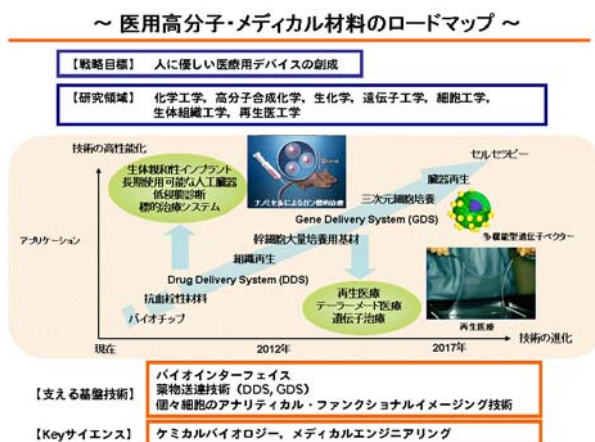 ～ 医用高分子・メディカル材料のロードマップ ～
【戦略目標】 人に優しい医療用デバイスの創成
【研究領域】 化学工学，高分子合成化学，生化学，遺伝子工学，細胞工学，
生体組織工学，再生医工学
技術の高性能化
生体親和性インプラント
長期使用可能な人工臓器
低侵襲診断
標的治療システム
ナノミセルによるガン標的治療
セルセラピー
臓器再生
三次元細胞培養
Gene Delivery System (GDS)
多機能型遺伝子ベクター
アプリケーション
幹細胞大量培養用基材
組織再生
Drug Delivery System (DDS)
抗血栓性材料
バイオチップ
再生医療
テーラーメード医療
遺伝子治療
再生医療
技術の進化
現在
2012年
2017年
【支える基盤技術】
バイオインターフェイス
薬物送達技術（DDS, GDS）
個々細胞のアナリティカル・ファンクショナルイメージング技術
【Keyサイエンス】 ケミカルバイオロジー，メディカルエンジニアリング